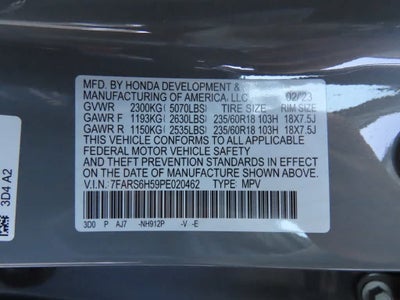 MFD. BY HONDA DEVELOPMENT &
MANUFACTURING OF AMERICA, LLC 02/23
GVWR 2300KG( 5070LBS) TIRE SIZE RIM SIZE
GAWR F 1193KG( 2630LBS) 235/60R18 103H 18X7.5J
GAWR R 1150KG( 2535LBS) 235/60R18 103H 18X7.5J
THIS VEHICLE CONFORMS TO ALL APPLICABLE
FEDERAL MOTOR VEHICLE SAFETY AND
THEFT PREVENTION STANDARDS IN EFFECT
ON THE DATE OF MANUFACTURE SHOWN ABOVE.
V.I.N.: 7FARS6H59PE020462 TYPE: MPV
3D0 P AJ7 -NH912P -V -E
3D4 A2